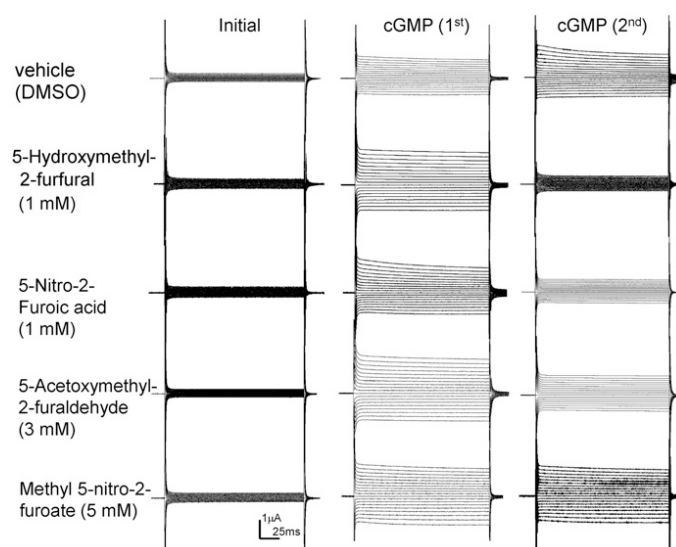 Initial
cGMP (1st)
cGMP (2nd)
vehicle
(DMSO)
5-Hydroxymethyl-
2-furfural
(1 mM)
5-Nitro-2-
Furoic acid
(1 mM)
5-Acetoxymethyl-
2-furaldehyde
(3 mM)
Methyl 5-nitro-2-
furoate (5 mM)
1μA
25ms